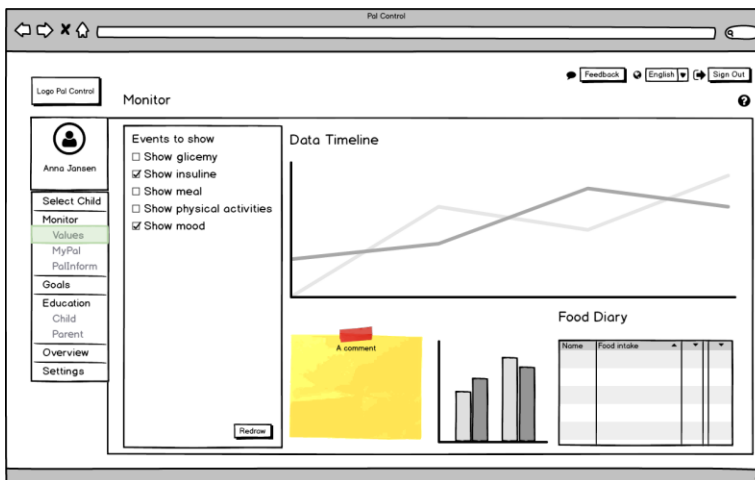 Pal Control
Feedback
English
Sign Out
Logo Pal Control
Monitor
Anna Jansen
Select Child
Monitor
Values
MyPal
PalInform
Goals
Education
Child
Parent
Overview
Settings
Events to show
Show glicemy
Show insuline
Show meal
Show physical activities
Show mood
Redraw
Data Timeline
A comment
Food Diary
Name Food intake